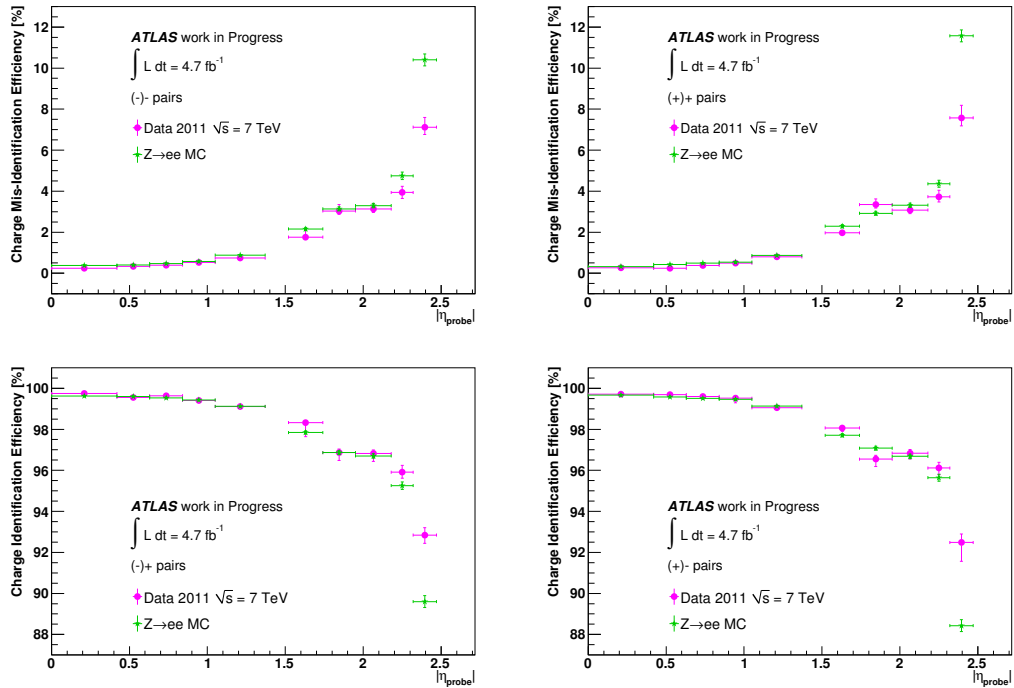 Charge Mis-Identification Efficiency [%]
12
10
8
6
4
2
0
ATLAS work in Progress
∫ L dt = 4.7 fb⁻¹
(-)- pairs
Data 2011 √s = 7 TeV
Z→ee MC
0 0.5 1 1.5 2 2.5
|η_probe|
Charge Mis-Identification Efficiency [%]
12
10
8
6
4
2
0
ATLAS work in Progress
∫ L dt = 4.7 fb⁻¹
(+)+ pairs
Data 2011 √s = 7 TeV
Z→ee MC
0 0.5 1 1.5 2 2.5
|η_probe|
Charge Identification Efficiency [%]
100
98
96
94
92
90
88
ATLAS work in Progress
∫ L dt = 4.7 fb⁻¹
(-)+ pairs
Data 2011 √s = 7 TeV
Z→ee MC
0 0.5 1 1.5 2 2.5
|η_probe|
Charge Identification Efficiency [%]
100
98
96
94
92
90
88
ATLAS work in Progress
∫ L dt = 4.7 fb⁻¹
(+)- pairs
Data 2011 √s = 7 TeV
Z→ee MC
0 0.5 1 1.5 2 2.5
|η_probe|